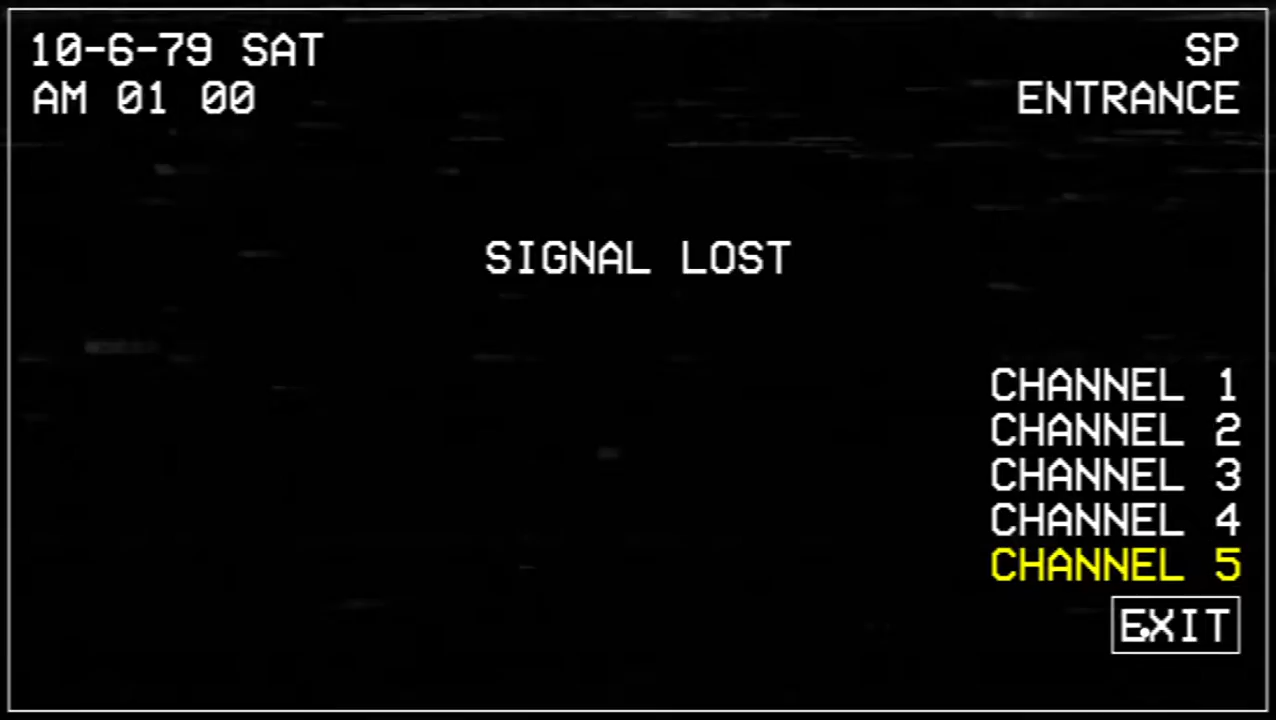 10-6-79 SAT
AM 01 00
SP
ENTRANCE
SIGNAL LOST
CHANNEL 1
CHANNEL 2
CHANNEL 3
CHANNEL 4
CHANNEL 5
EXIT